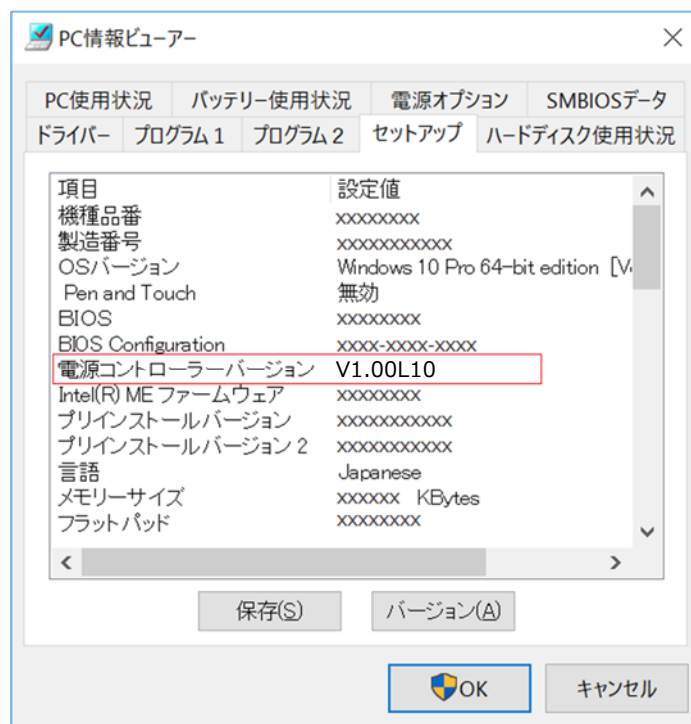 PC情報ビューアー
PC使用状況 バッテリー使用状況 電源オプション SMBIOSデータ
ドライバー プログラム 1 プログラム 2 セットアップ ハードディスク使用状況
項目 設定値
機種品番 xxxxxxxx
製造番号 xxxxxxxxxxx
OSバージョン Windows 10 Pro 64-bit edition [V
Pen and Touch 無効
BIOS xxxxxxxx
BIOS Configuration xxxx-xxxx-xxxx
電源コントローラーバージョン V1.00L10
Intel(R) ME ファームウェア xxxxxxxx
プリインストールバージョン xxxxxxxxxxx
プリインストールバージョン 2 xxxxxxxxxxx
言語 Japanese
メモリーサイズ xxxxxx KBytes
フラットパッド xxxxxxxx
保存(S) バージョン(A)
OK キャンセル